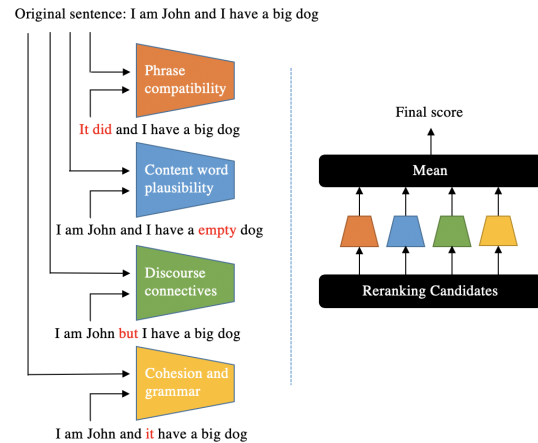 Original sentence: I am John and I have a big dog
Phrase
compatibility
It did and I have a big dog
Content word
plausibility
I am John and I have a empty dog
Discourse
connectives
I am John but I have a big dog
Cohesion and
grammar
I am John and it have a big dog
Final score
Mean
Reranking Candidates